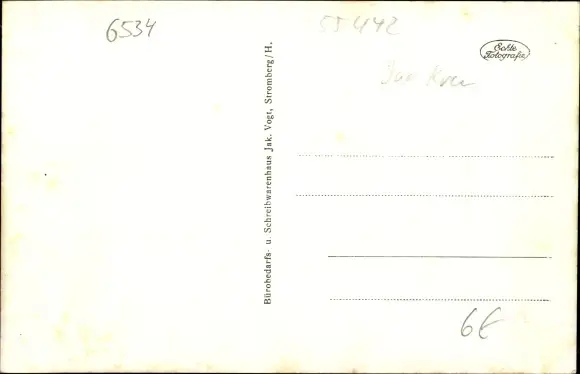 6534
55442
Echte
Fotografie
Bürobedarfs- u. Schreibwarenhaus Jak. Vogt, Stromberg/H.
6€